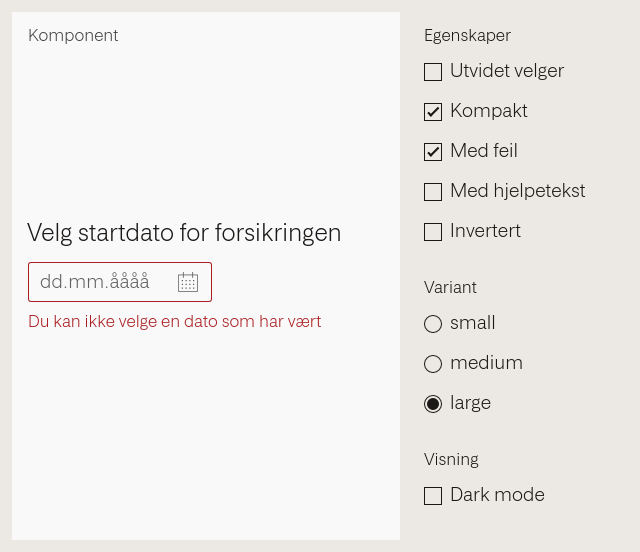 Komponent
Velg startdato for forsikringen
dd.mm.åååå
Du kan ikke velge en dato som har vært
Egenskaper
Utvidet velger
Kompakt
Med feil
Med hjelpetekst
Invertert
Variant
small
medium
large
Visning
Dark mode